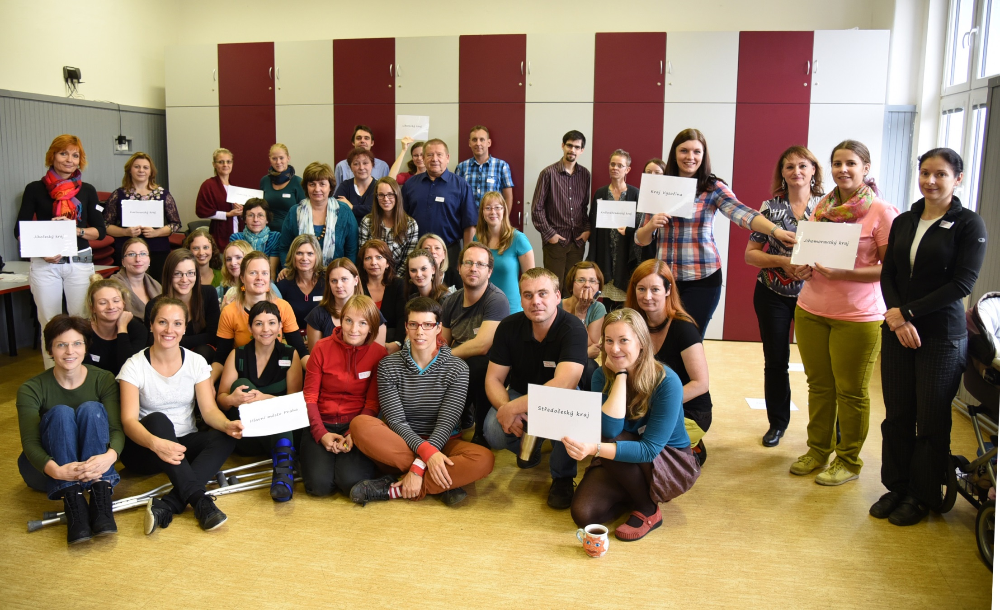 Liberecký kraj
Kraj Vysočina
Karlovarský kraj
Královéhradecký kraj
Jihočeský kraj
Jihomoravský kraj
Hlavní město Praha
Středočeský kraj